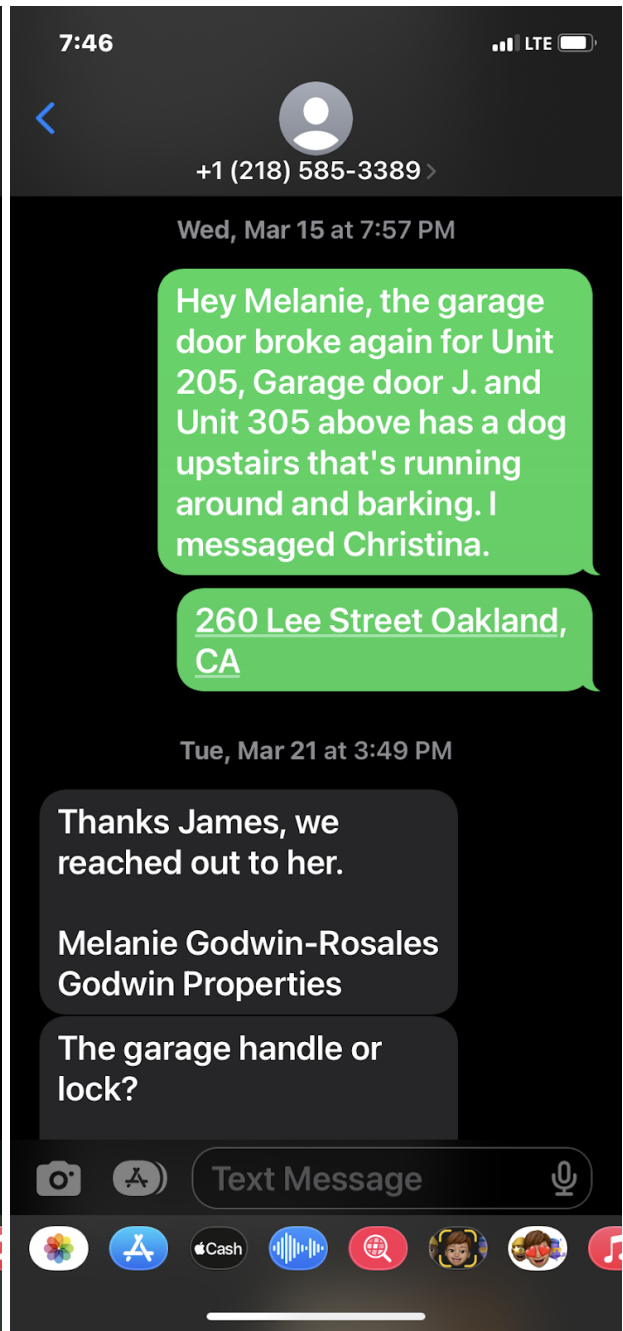 7:46
LTE
+1 (218) 585-3389
Wed, Mar 15 at 7:57 PM
Hey Melanie, the garage
door broke again for Unit
205, Garage door J. and
Unit 305 above has a dog
upstairs that's running
around and barking. I
messaged Christina.
260 Lee Street Oakland,
CA
Tue, Mar 21 at 3:49 PM
Thanks James, we
reached out to her.
Melanie Godwin-Rosales
Godwin Properties
The garage handle or
lock?
Text Message
Cash